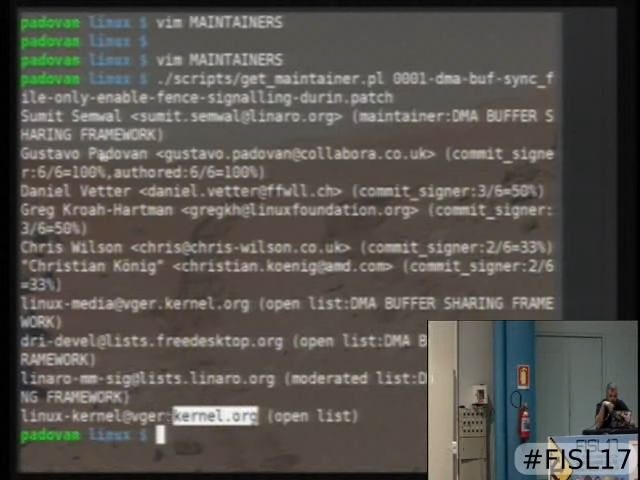 padovan linux $ vim MAINTAINERS
padovan linux $
padovan linux $ vim MAINTAINERS
padovan linux $ ./scripts/get_maintainer.pl 0001-dma-buf-sync_f
ile-only-enable-fence-signalling-durin.patch
Sumit Semwal <sumit.semwal@linaro.org> (maintainer:DMA BUFFER S
HARING FRAMEWORK)
Gustavo Padovan <gustavo.padovan@collabora.co.uk> (commit_signe
r:6/6=100%,authored:6/6=100%)
Daniel Vetter <daniel.vetter@ffwll.ch> (commit_signer:3/6=50%)
Greg Kroah-Hartman <gregkh@linuxfoundation.org> (commit_signer:
3/6=50%)
Chris Wilson <chris@chris-wilson.co.uk> (commit_signer:2/6=33%)
"Christian König" <christian.koenig@amd.com> (commit_signer:2/6
=33%)
linux-media@vger.kernel.org (open list:DMA BUFFER SHARING FRAME
WORK)
dri-devel@lists.freedesktop.org (open list:DMA B
RAMEWORK)
linaro-mm-sig@lists.linaro.org (moderated list:D
NG FRAMEWORK)
linux-kernel@vger.kernel.org (open list)
padovan linux $
FISL17
#FISL17